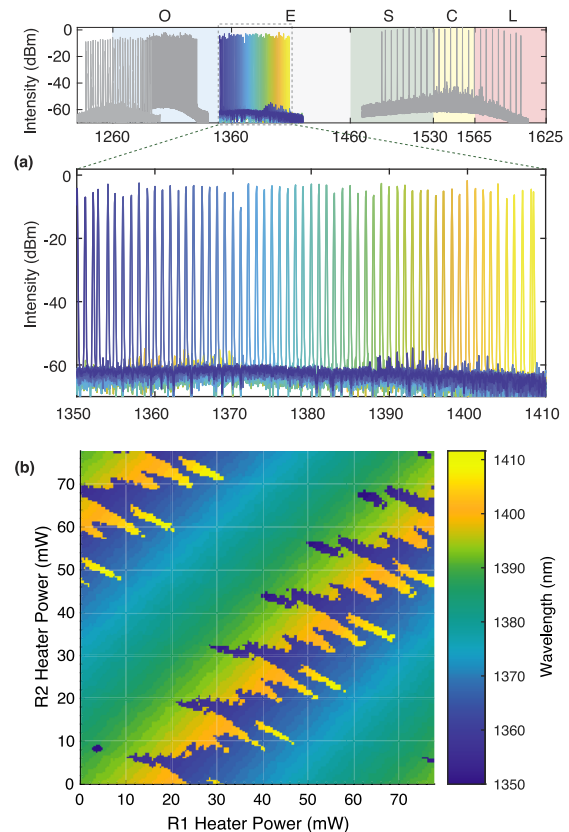 O E S C L
Intensity (dBm)
0
-20
-40
-60
1260 1360 1460 1530 1565 1625
(a)
Intensity (dBm)
0
-20
-40
-60
1350 1360 1370 1380 1390 1400 1410
(b)
R2 Heater Power (mW)
70
60
50
40
30
20
10
0
0 10 20 30 40 50 60 70
R1 Heater Power (mW)
1410
1400
1390
1380
1370
1360
1350
Wavelength (nm)